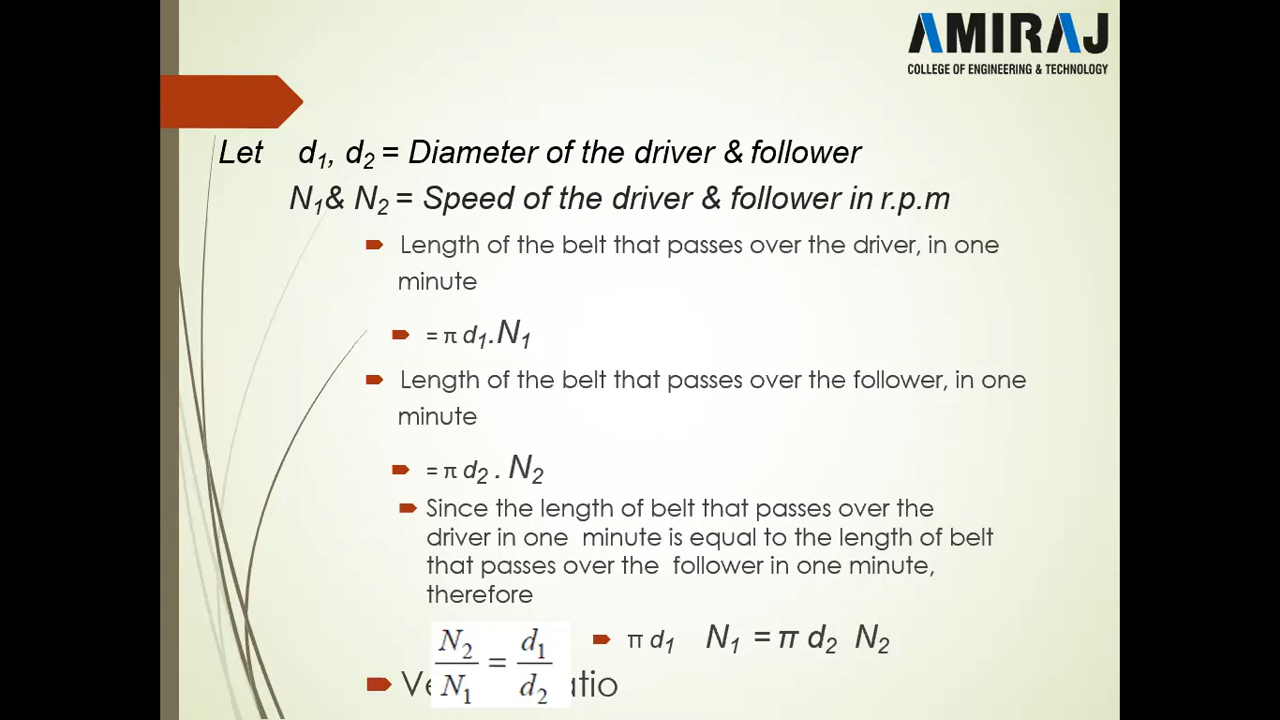 AMIRAJ
COLLEGE OF ENGINEERING & TECHNOLOGY
Let d₁, d₂ = Diameter of the driver & follower
N₁& N₂ = Speed of the driver & follower in r.p.m
Length of the belt that passes over the driver, in one
minute
= π d₁.N₁
Length of the belt that passes over the follower, in one
minute
= π d₂ . N₂
Since the length of belt that passes over the
driver in one minute is equal to the length of belt
that passes over the follower in one minute,
therefore
π d₁ N₁ = π d₂ N₂
N₂/N₁ = d₁/d₂